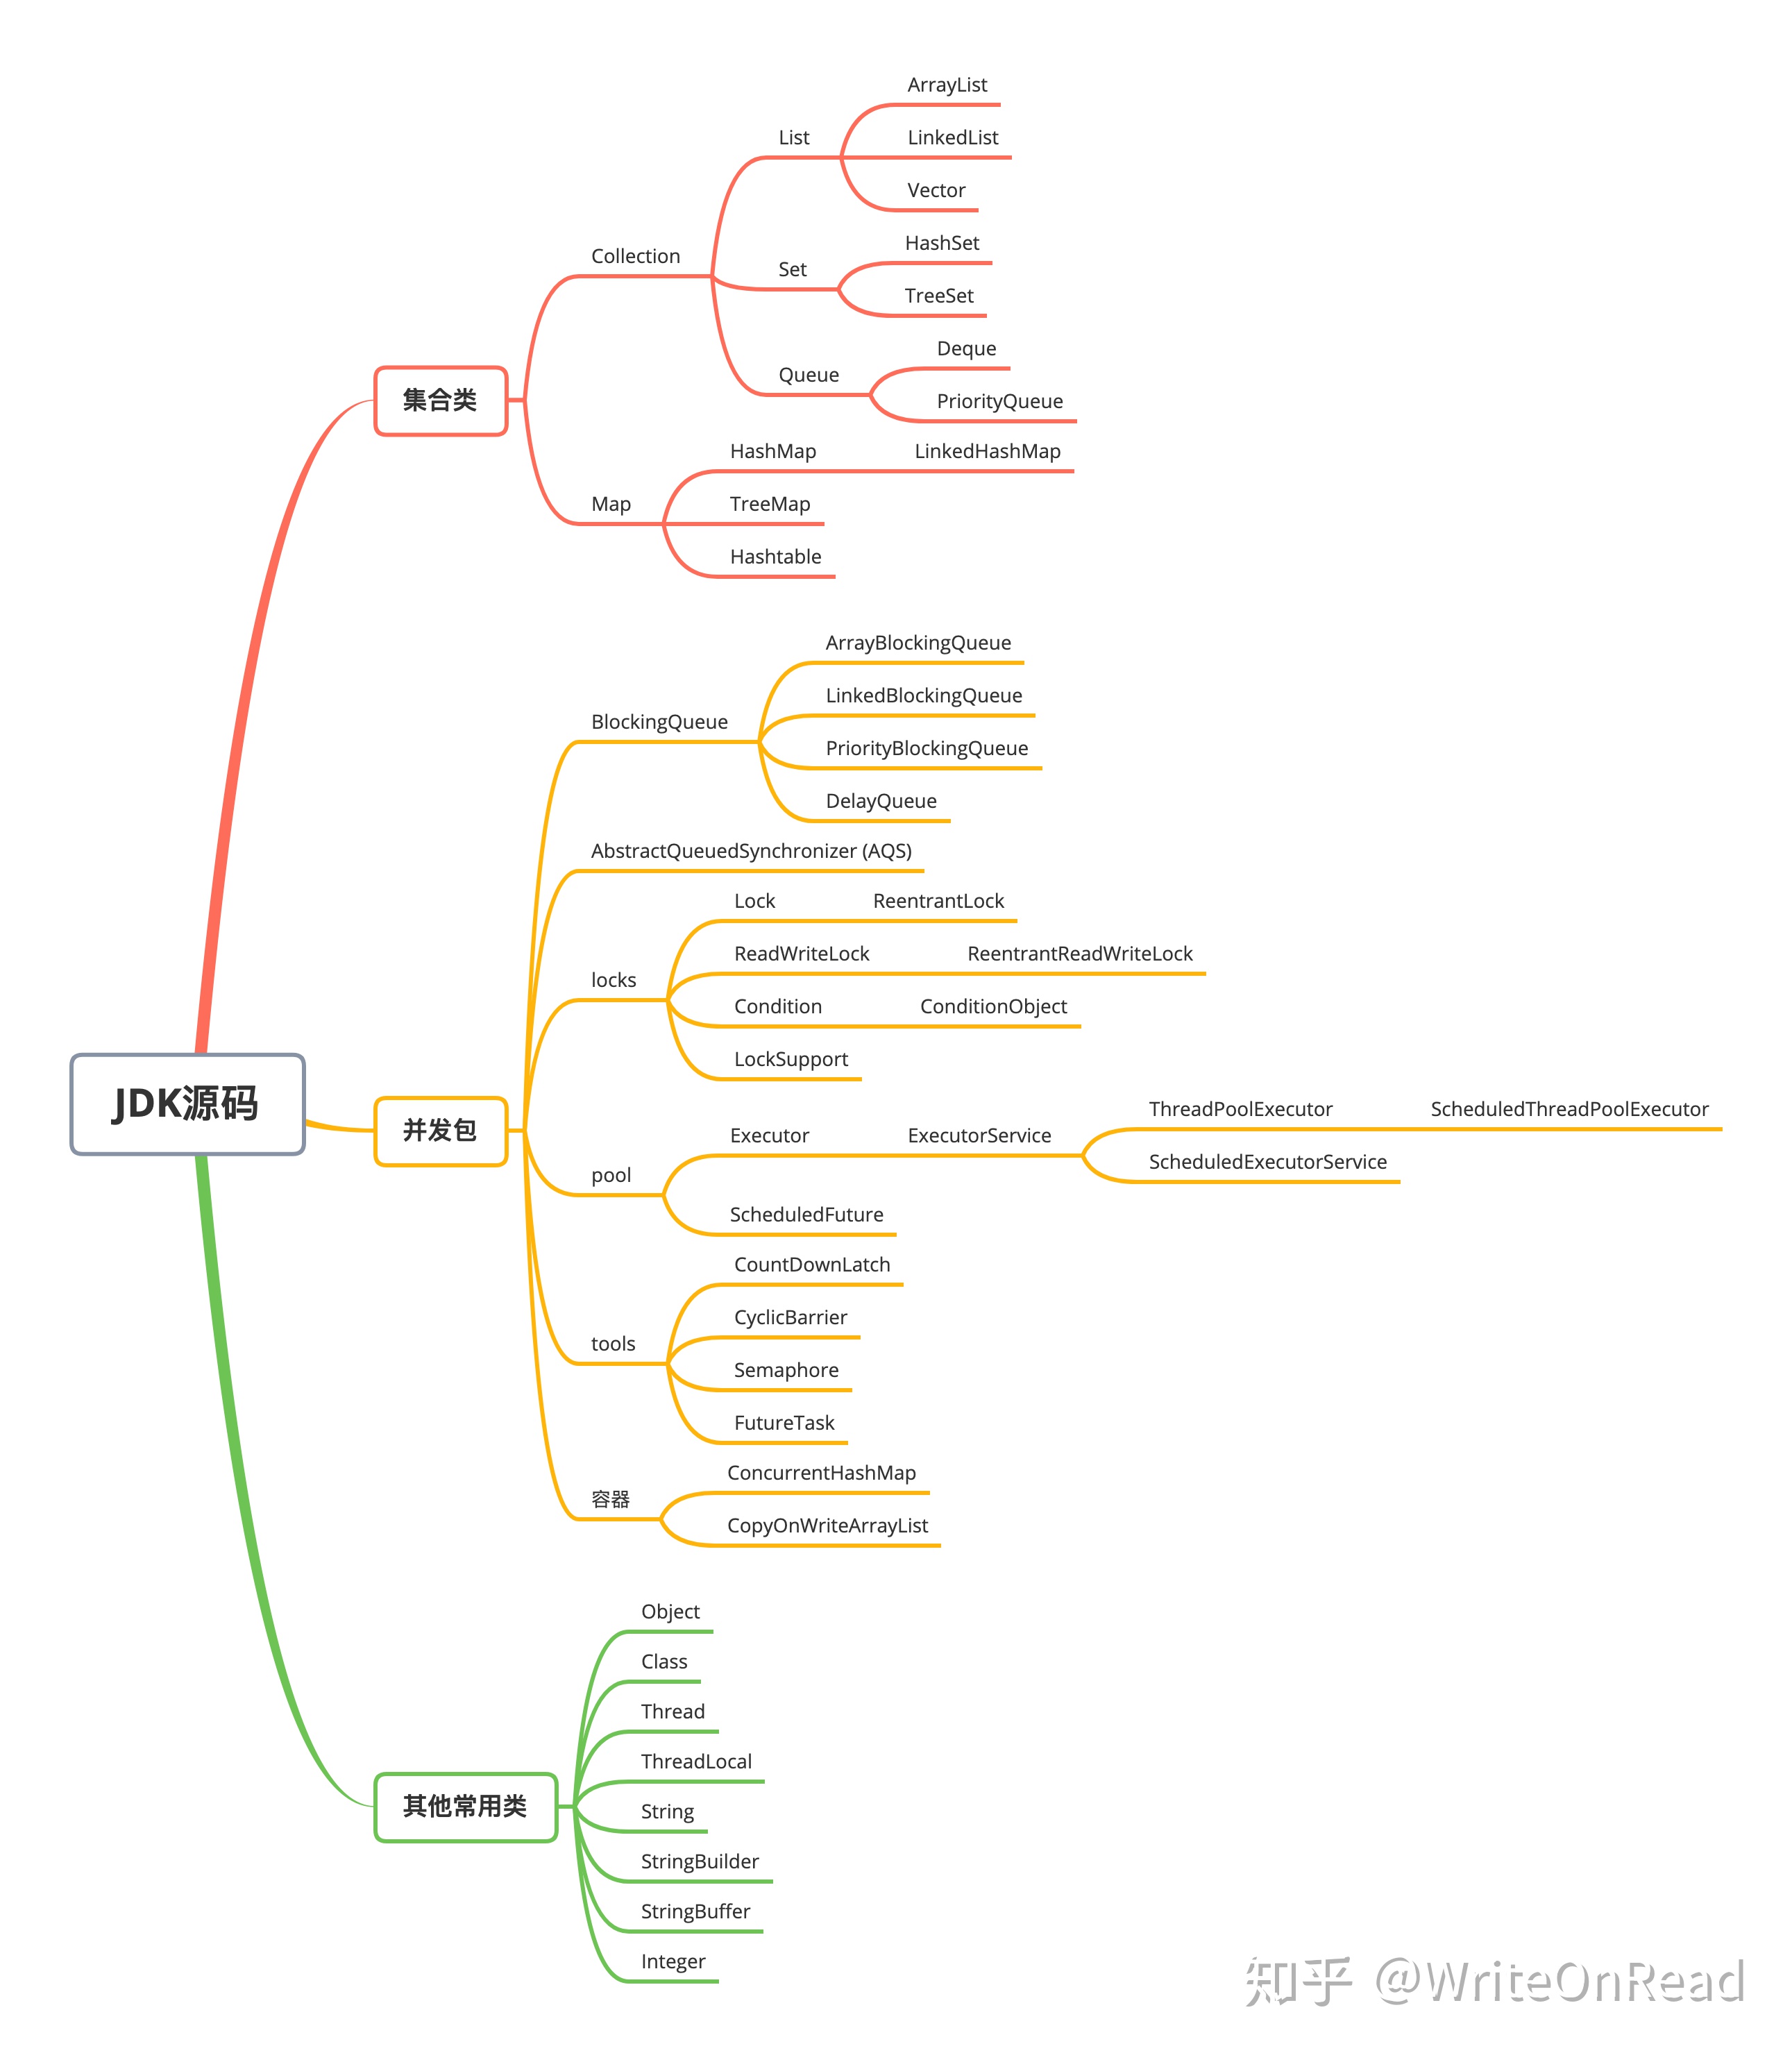 JDK源码
集合类
Collection
List
ArrayList
LinkedList
Vector
Set
HashSet
TreeSet
Queue
Deque
PriorityQueue
Map
HashMap
LinkedHashMap
TreeMap
Hashtable
并发包
BlockingQueue
ArrayBlockingQueue
LinkedBlockingQueue
PriorityBlockingQueue
DelayQueue
AbstractQueuedSynchronizer (AQS)
locks
Lock
ReentrantLock
ReadWriteLock
ReentrantReadWriteLock
Condition
ConditionObject
LockSupport
pool
Executor
ExecutorService
ThreadPoolExecutor
ScheduledThreadPoolExecutor
ScheduledExecutorService
ScheduledFuture
tools
CountDownLatch
CyclicBarrier
Semaphore
FutureTask
容器
ConcurrentHashMap
CopyOnWriteArrayList
其他常用类
Object
Class
Thread
ThreadLocal
String
StringBuilder
StringBuffer
Integer
知乎 @WriteOnRead